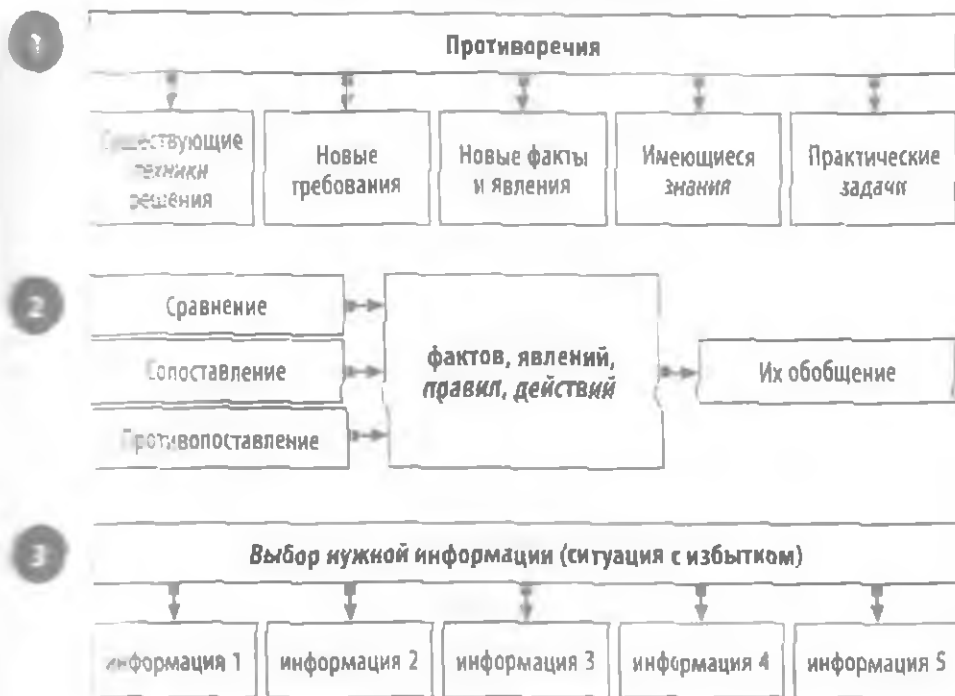 1
Противоречия
Существующие
техники
решения
Новые
требования
Новые факты
и явления
Имеющиеся
знания
Практические
задачи
2
Сравнение
Сопоставление
Противопоставление
фактов, явлений,
правил, действий
Их обобщение
3
Выбор нужной информации (ситуация с избытком)
информация 1
информация 2
информация 3
информация 4
информация 5